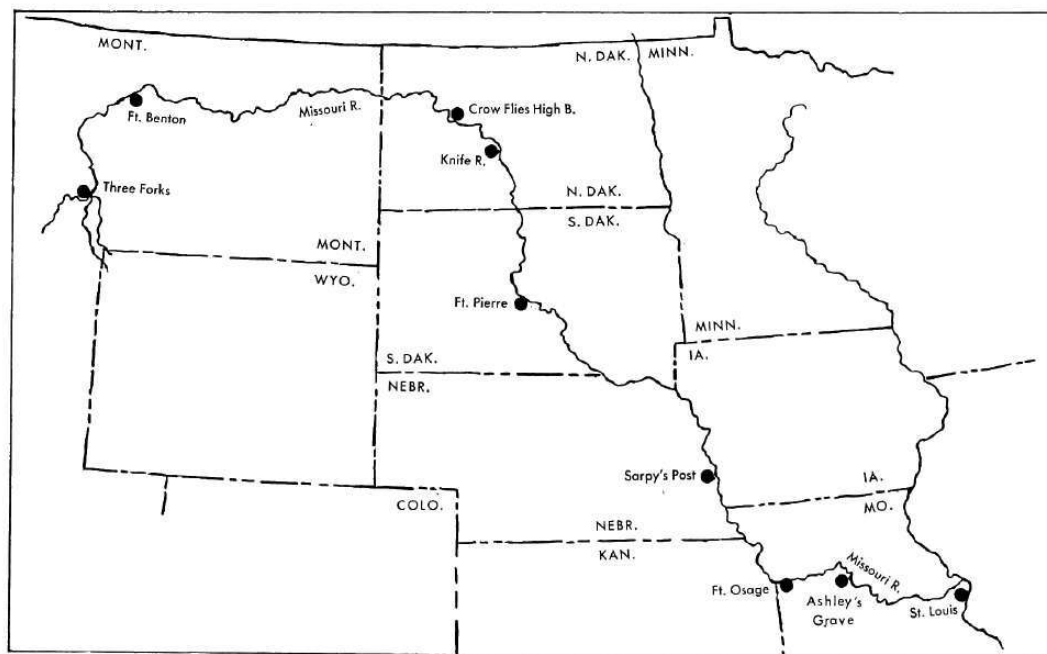 MONT.
N. DAK.
MINN.
Ft. Benton
Missouri R.
Crow Flies High B.
Knife R.
Three Forks
N. DAK.
S. DAK.
MONT.
WYO.
Ft. Pierre
MINN.
IA.
S. DAK.
NEBR.
Sarpy's Post
IA.
MO.
COLO.
NEBR.
KAN.
Missouri R.
Ft. Osage
Ashley's
Grave
St. Louis